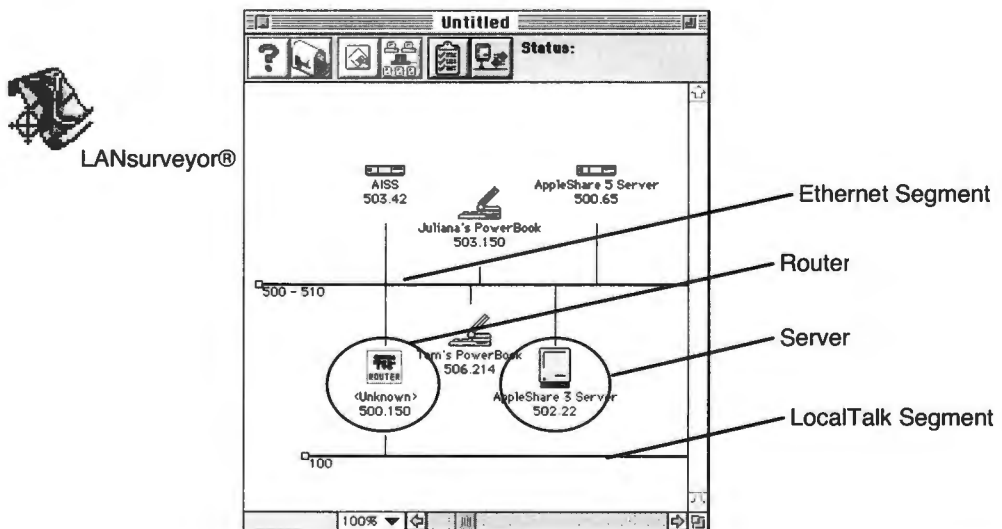 Untitled
Status:
LANsurveyor®
AISS
503.42
AppleShare 5 Server
500.65
Juliana's PowerBook
503.150
Ethernet Segment
500 - 510
Router
Tom's PowerBook
506.214
ROUTER
<Unknown>
500.150
AppleShare 3 Server
502.22
Server
LocalTalk Segment
100
100%